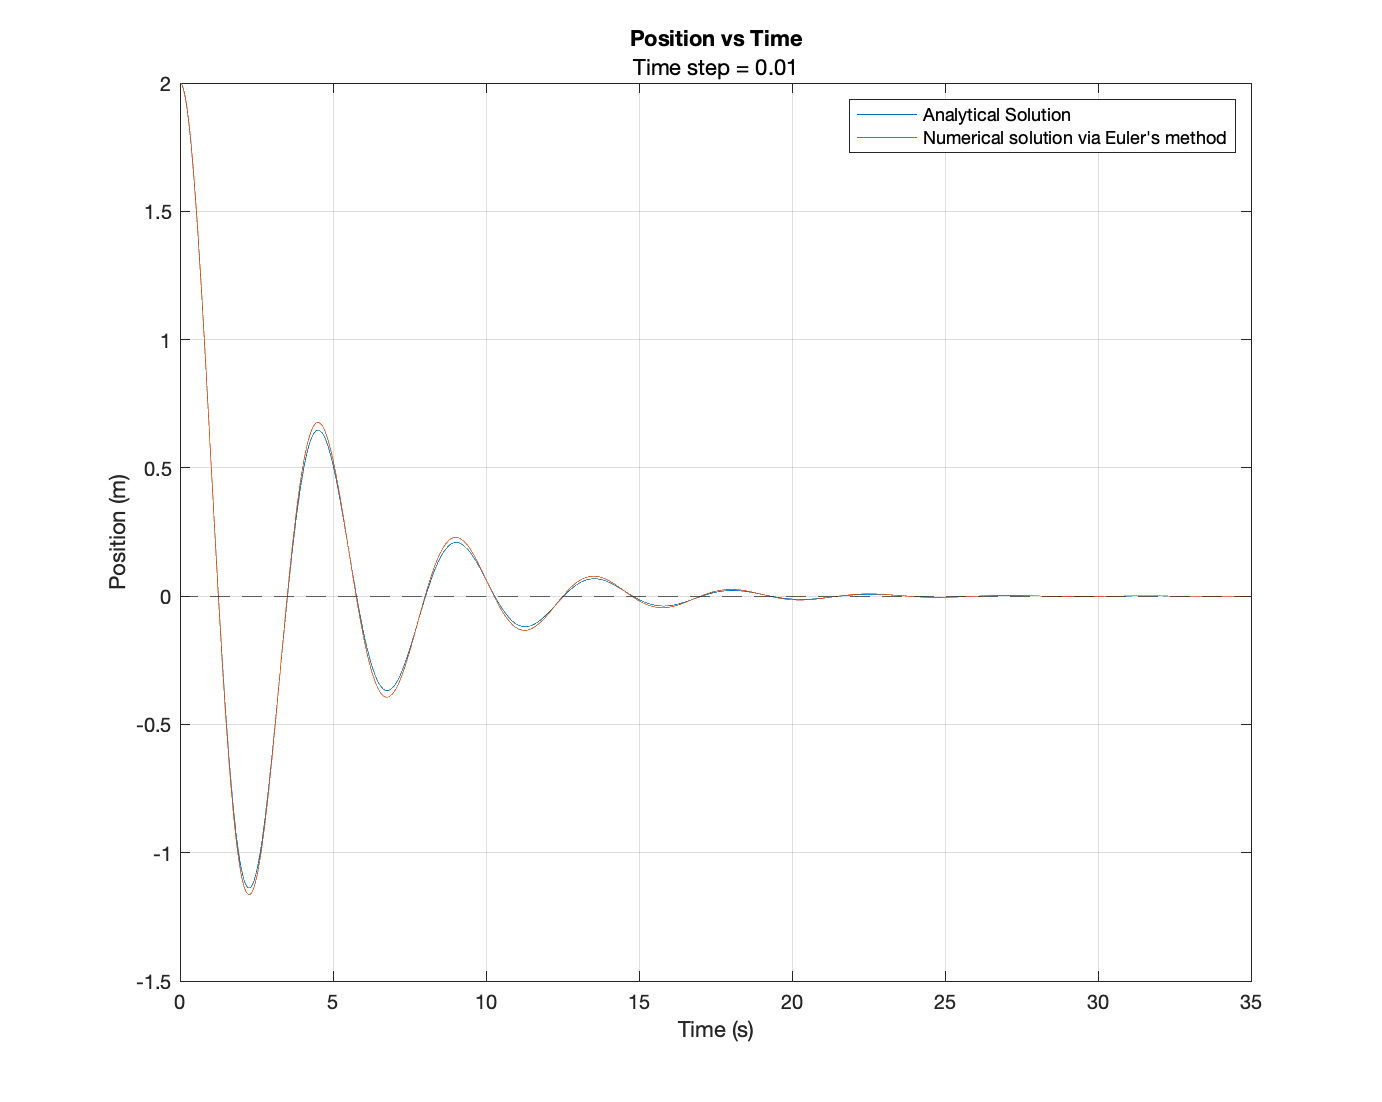 Position vs Time
Time step = 0.01
Analytical Solution
Numerical solution via Euler's method
2
1.5
1
0.5
0
-0.5
-1
-1.5
Position (m)
0 5 10 15 20 25 30 35
Time (s)